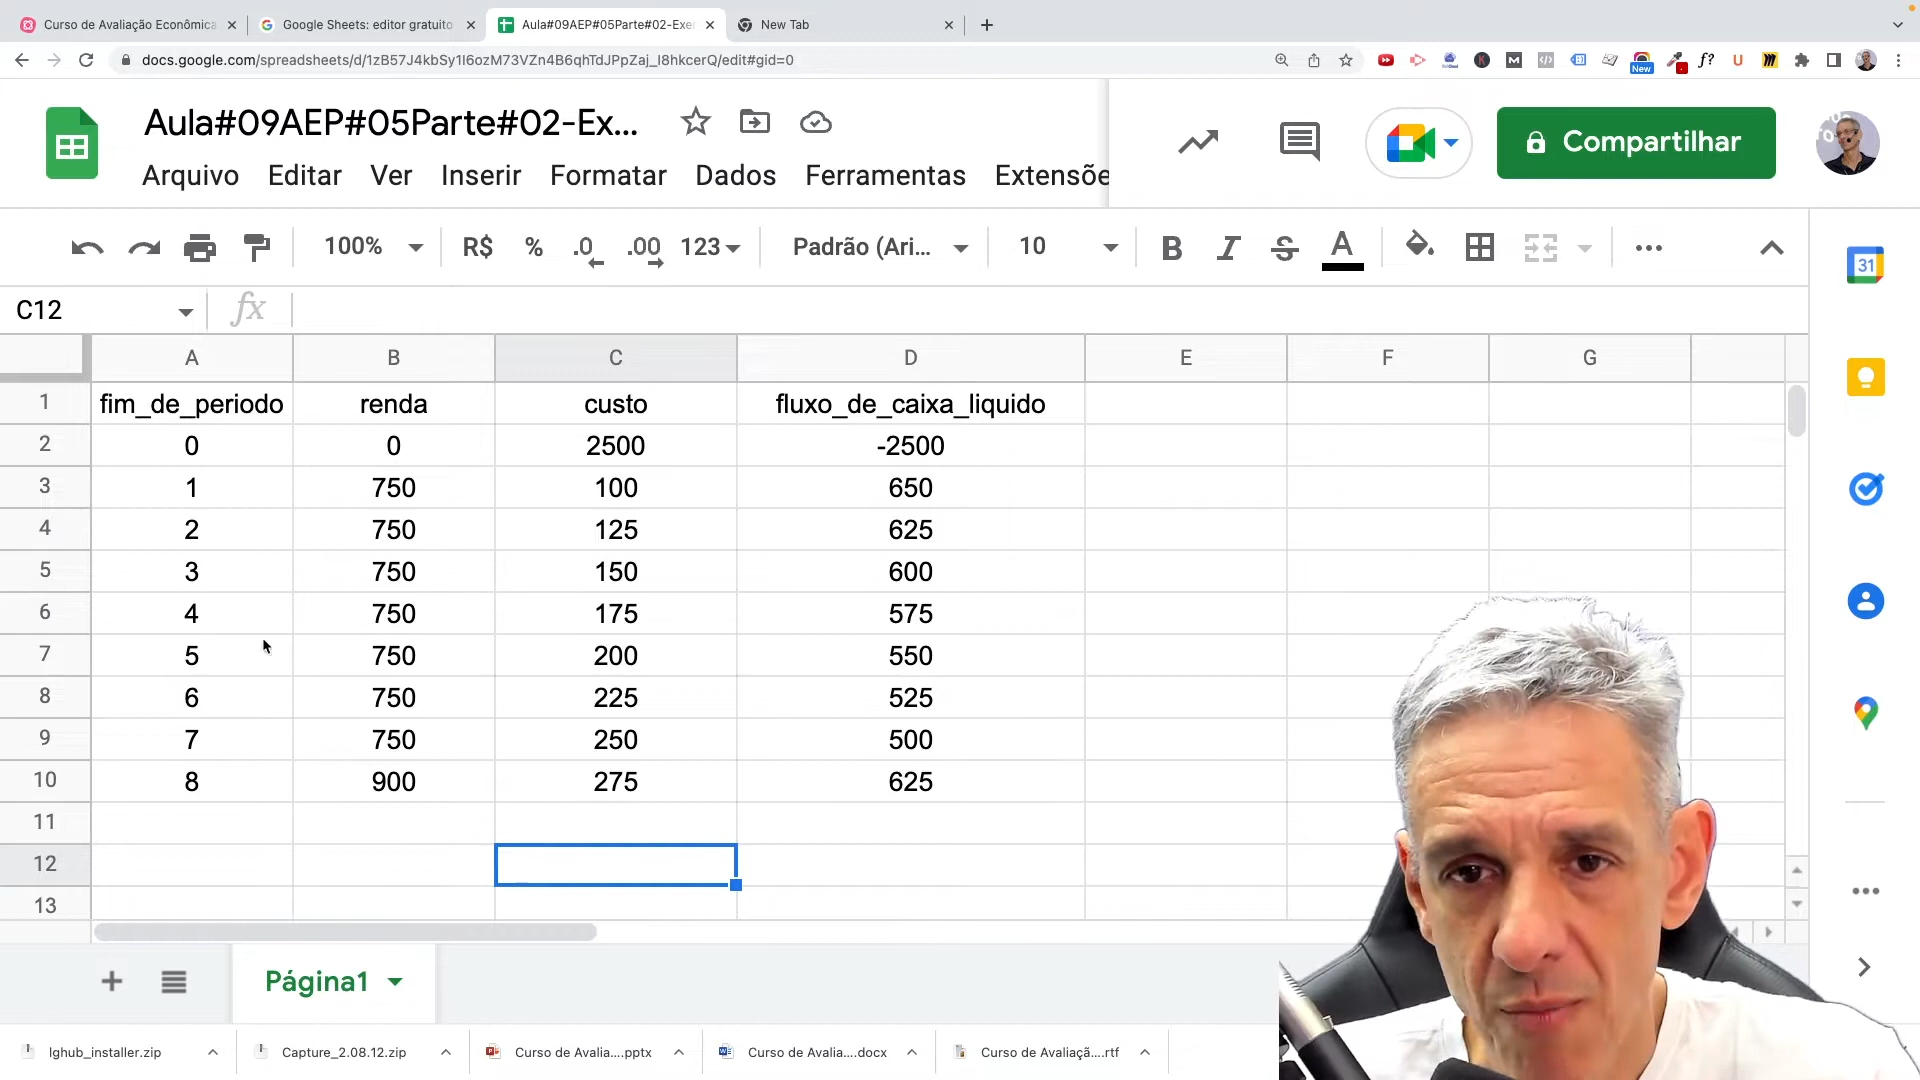 Curso de Avaliação Econômica
Google Sheets: editor gratuito
Aula#09AEP#05Parte#02-Exe
New Tab
docs.google.com/spreadsheets/d/1zB57J4kbSy1I6ozM73VZn4B6qhTdJPpZaj_I8hkcerQ/edit#gid=0
New
Aula#09AEP#05Parte#02-Ex...
Compartilhar
Arquivo Editar Ver Inserir Formatar Dados Ferramentas Extensõe
100% R$ % .0 .00 123 Padrão (Ari... 10 B I S A
31
C12 fx
A B C D E F G
1 fim_de_periodo renda custo fluxo_de_caixa_liquido
2 0 0 2500 -2500
3 1 750 100 650
4 2 750 125 625
5 3 750 150 600
6 4 750 175 575
7 5 750 200 550
8 6 750 225 525
9 7 750 250 500
10 8 900 275 625
11
12
13
Página1
lghub_installer.zip
Capture_2.08.12.zip
Curso de Avalia....pptx
Curso de Avalia....docx
Curso de Avaliaçã....rtf